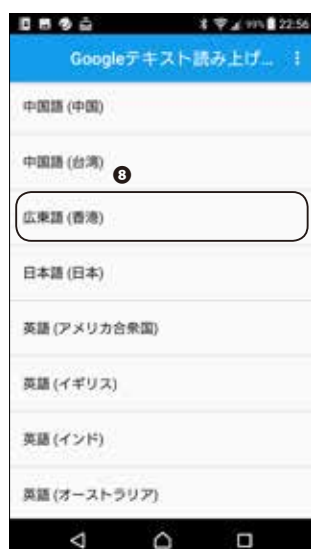 22:56
Googleテキスト読み上げ...
中国語 (中国)
中国語 (台湾)
8
広東語 (香港)
日本語 (日本)
英語 (アメリカ合衆国)
英語 (イギリス)
英語 (インド)
英語 (オーストラリア)